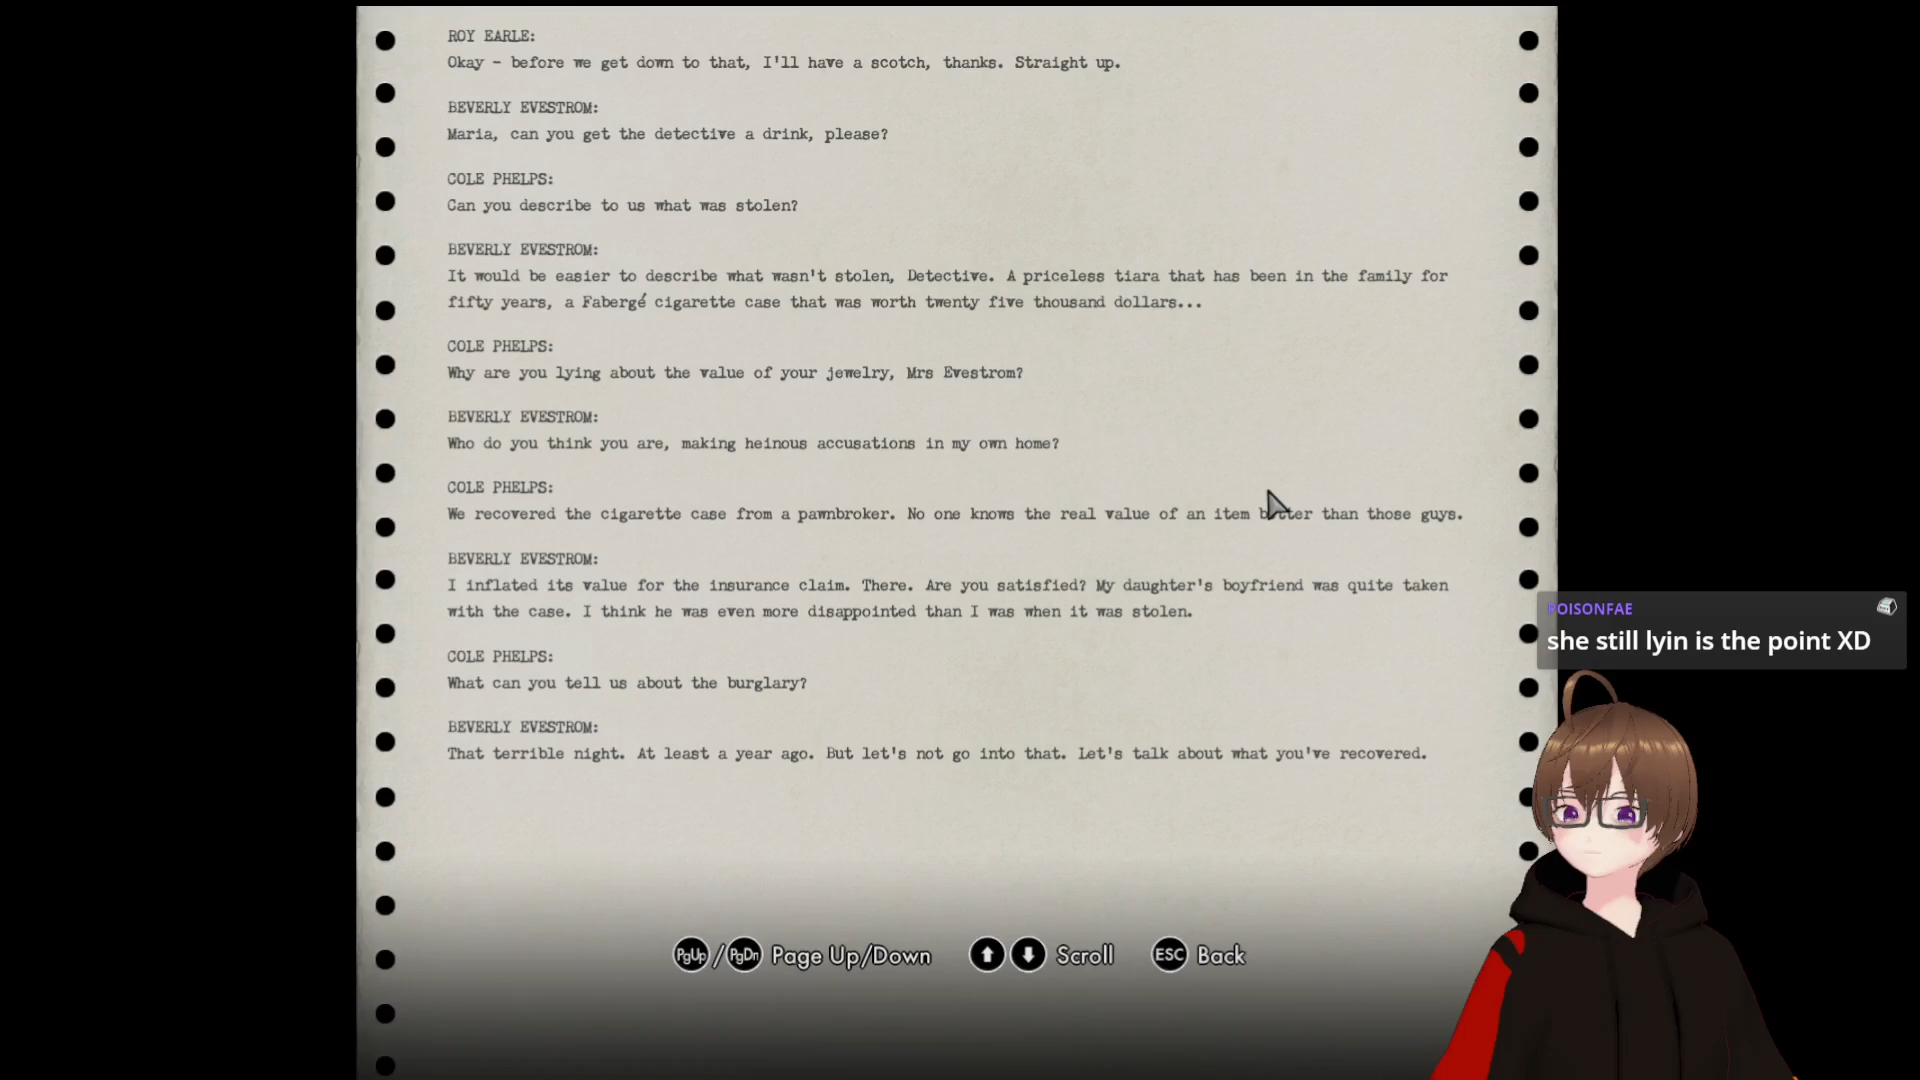 ROY EARLE:
Okay - before we get down to that, I'll have a scotch, thanks. Straight up.
BEVERLY EVESTROM:
Maria, can you get the detective a drink, please?
COLE PHELPS:
Can you describe to us what was stolen?
BEVERLY EVESTROM:
It would be easier to describe what wasn't stolen, Detective. A priceless tiara that has been in the family for
fifty years, a Fabergé cigarette case that was worth twenty five thousand dollars...
COLE PHELPS:
Why are you lying about the value of your jewelry, Mrs Evestrom?
BEVERLY EVESTROM:
Who do you think you are, making heinous accusations in my own home?
COLE PHELPS:
We recovered the cigarette case from a pawnbroker. No one knows the real value of an item better than those guys.
BEVERLY EVESTROM:
I inflated its value for the insurance claim. There. Are you satisfied? My daughter's boyfriend was quite taken
with the case. I think he was even more disappointed than I was when it was stolen.
COLE PHELPS:
What can you tell us about the burglary?
BEVERLY EVESTROM:
That terrible night. At least a year ago. But let's not go into that. Let's talk about what you've recovered.
POISONFAE
she still lyin is the point XD
PgUp/PgDn Page Up/Down Scroll ESC Back